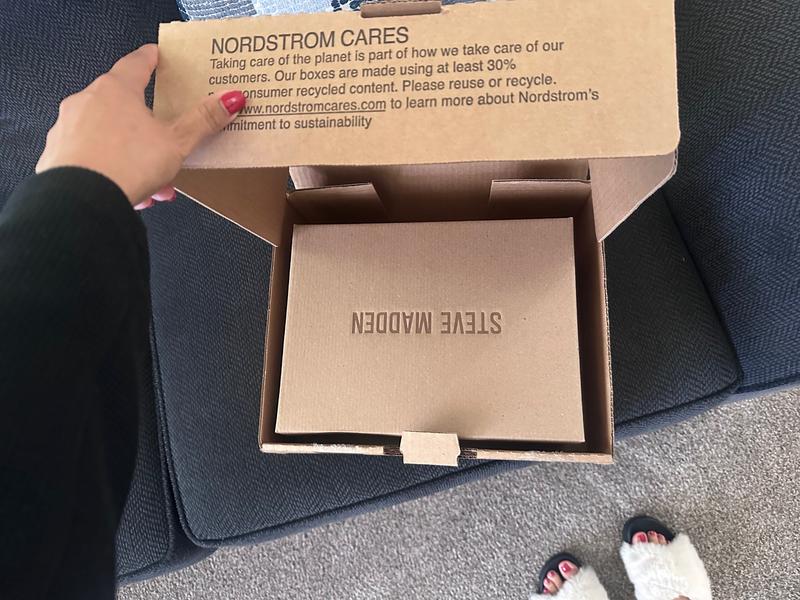 NORDSTROM CARES
Taking care of the planet is part of how we take care of our
customers. Our boxes are made using at least 30%
consumer recycled content. Please reuse or recycle.
www.nordstromcares.com to learn more about Nordstrom's
mitment to sustainability
STEVE MADDEN